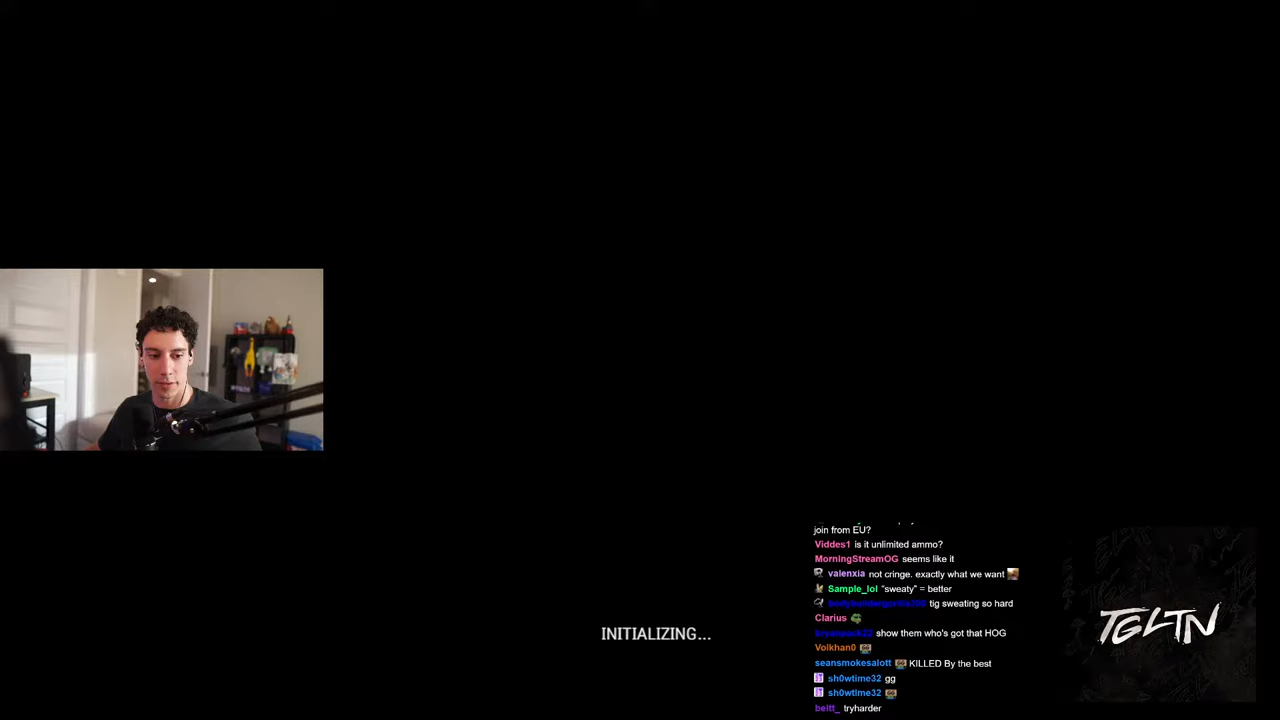 join from EU?
Viddes1 is it unlimited ammo?
MorningStreamOG seems like it
valenxia not cringe. exactly what we want
Sample_lol "sweaty" = better
tig sweating so hard
Clarius
show them who's got that HOG
Volkhan0
seansmokesalott KILLED By the best
sh0wtime32 gg
sh0wtime32
beltt_ tryharder
INITIALIZING...
TGLTN